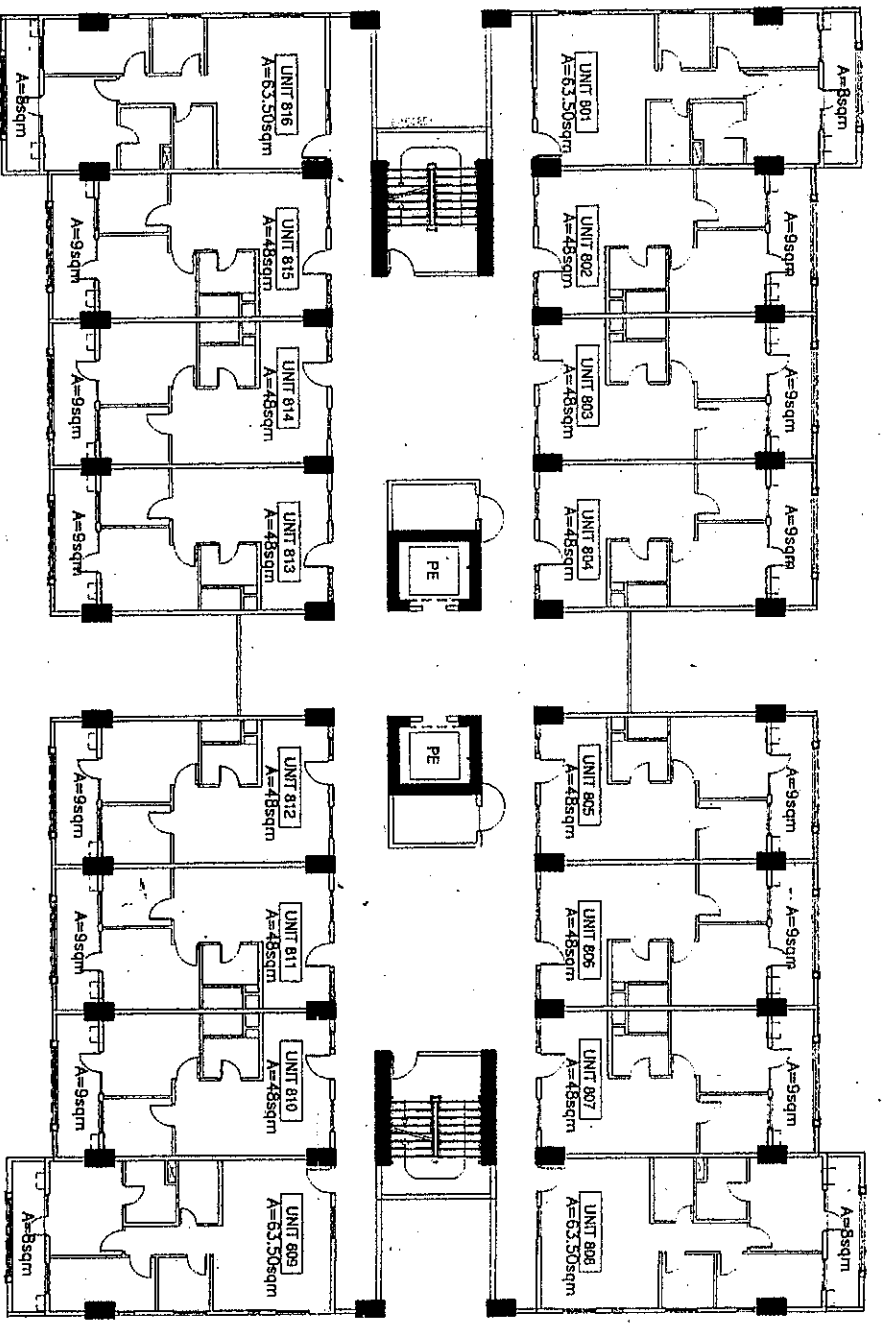 UNIT 816
A=63.50sqm
A=8sqm
UNIT 801
A=63.50sqm
A=8sqm
UNIT 815
A=48sqm
A=9sqm
UNIT 802
A=48sqm
A=9sqm
UNIT 814
A=48sqm
A=9sqm
UNIT 803
A=48sqm
A=9sqm
UNIT 813
A=48sqm
A=9sqm
UNIT 804
A=48sqm
A=9sqm
PE
PE
UNIT 812
A=48sqm
A=9sqm
UNIT 805
A=48sqm
A=9sqm
UNIT 811
A=48sqm
A=9sqm
UNIT 806
A=48sqm
A=9sqm
UNIT 810
A=48sqm
A=9sqm
UNIT 807
A=48sqm
A=9sqm
UNIT 809
A=63.50sqm
A=8sqm
UNIT 808
A=63.50sqm
A=8sqm